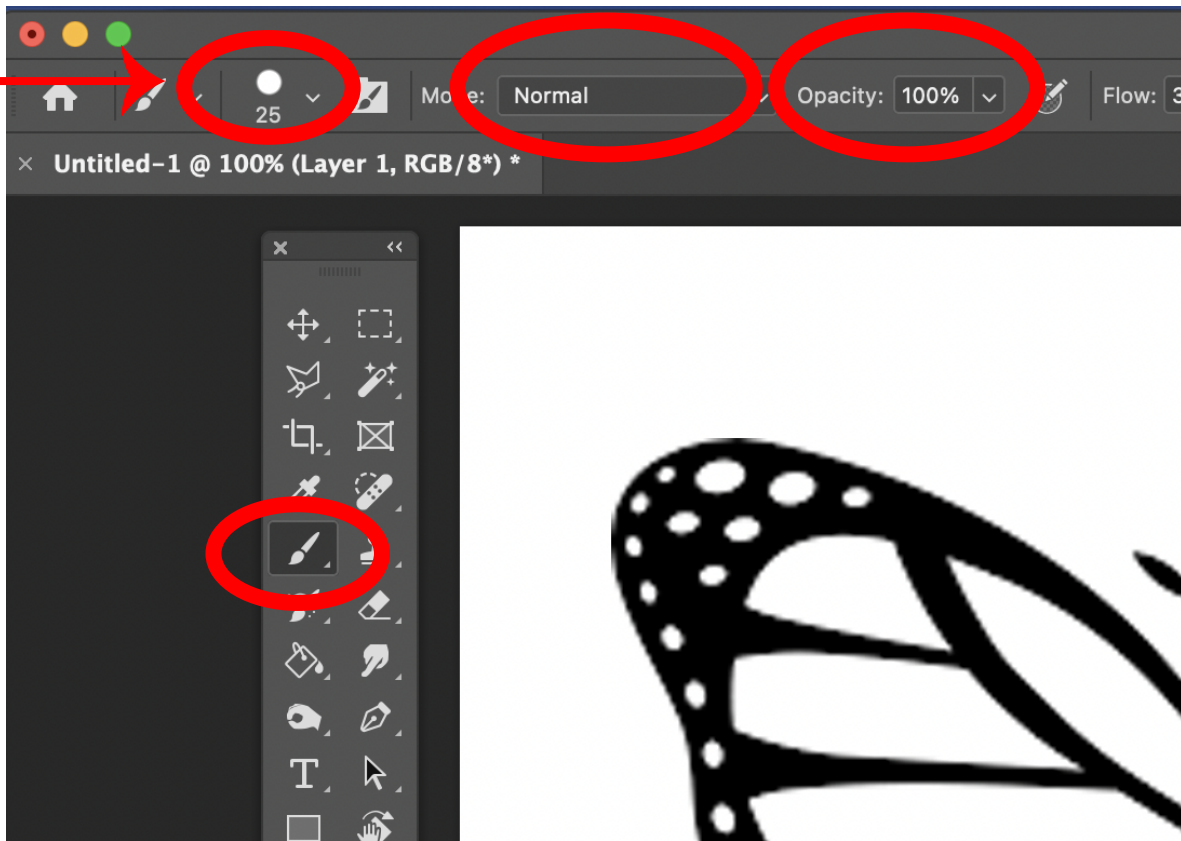 Mode: Normal Opacity: 100% Flow: 3
25
× Untitled-1 @ 100% (Layer 1, RGB/8*) *
T